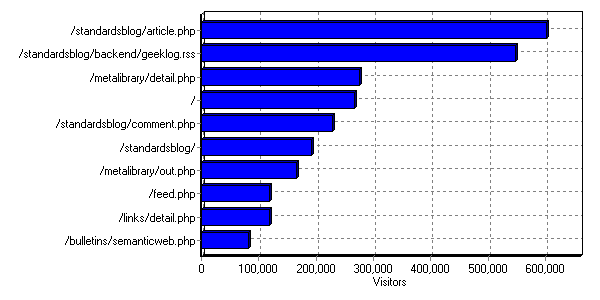 /standardsblog/article.php
/standardsblog/backend/geeklog.rss
/metalibrary/detail.php
/
/standardsblog/comment.php
/standardsblog/
/metalibrary/out.php
/feed.php
/links/detail.php
/bulletins/semanticweb.php
0 100,000 200,000 300,000 400,000 500,000 600,000
Visitors